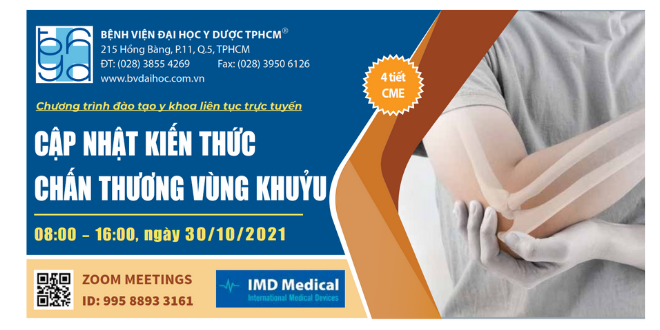 BỆNH VIỆN ĐẠI HỌC Y DƯỢC TPHCM®
215 Hồng Bàng, P.11, Q.5, TPHCM
ĐT: (028) 3855 4269 Fax: (028) 3950 6126
www.bvdaihoc.com.vn
4 tiết
CME
Chương trình đào tạo y khoa liên tục trực tuyến
CẬP NHẬT KIẾN THỨC
CHẤN THƯƠNG VÙNG KHUỶU
08:00 – 16:00, ngày 30/10/2021
ZOOM MEETINGS
ID: 995 8893 3161
IMD Medical
International Medical Devices